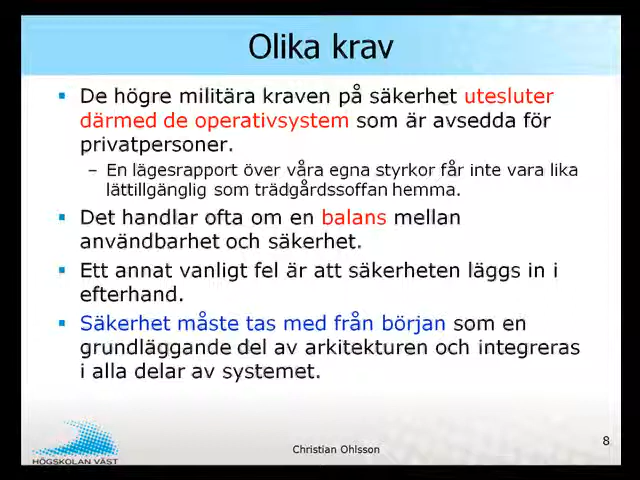 Olika krav
De högre militära kraven på säkerhet utesluter
därmed de operativsystem som är avsedda för
privatpersoner.
– En lägesrapport över våra egna styrkor får inte vara lika
lättillgänglig som trädgårdssoffan hemma.
Det handlar ofta om en balans mellan
användbarhet och säkerhet.
Ett annat vanligt fel är att säkerheten läggs in i
efterhand.
Säkerhet måste tas med från början som en
grundläggande del av arkitekturen och integreras
i alla delar av systemet.
HÖGSKOLAN VÄST
Christian Ohlsson
8